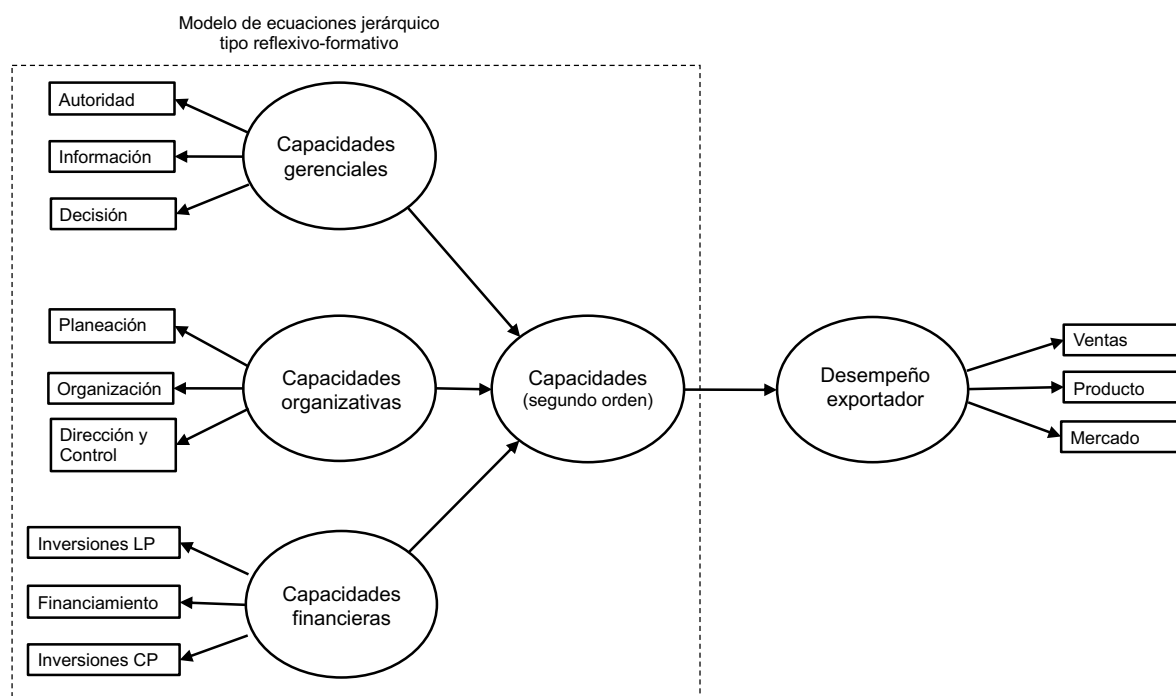 Modelo de ecuaciones jerárquico
tipo reflexivo-formativo
Autoridad
Información
Decisión
Capacidades
gerenciales
Planeación
Organización
Dirección y
Control
Capacidades
organizativas
Capacidades
(segundo orden)
Desempeño
exportador
Ventas
Producto
Mercado
Inversiones LP
Financiamiento
Inversiones CP
Capacidades
financieras